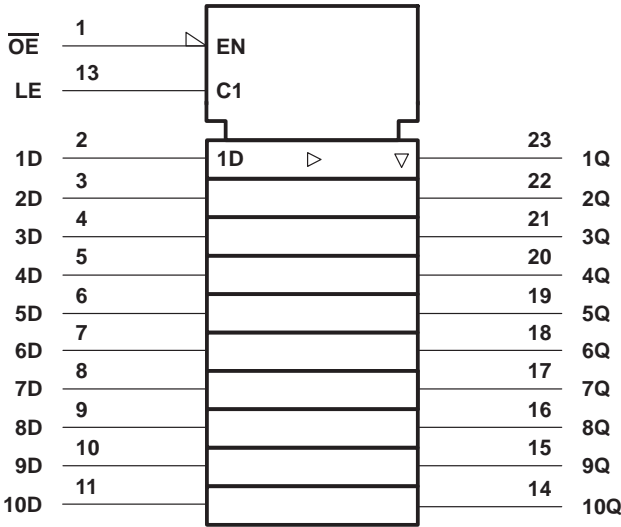 OE 1 EN
LE 13 C1
1D 2 1D 23 1Q
2D 3 22 2Q
3D 4 21 3Q
4D 5 20 4Q
5D 6 19 5Q
6D 7 18 6Q
7D 8 17 7Q
8D 9 16 8Q
9D 10 15 9Q
10D 11 14 10Q